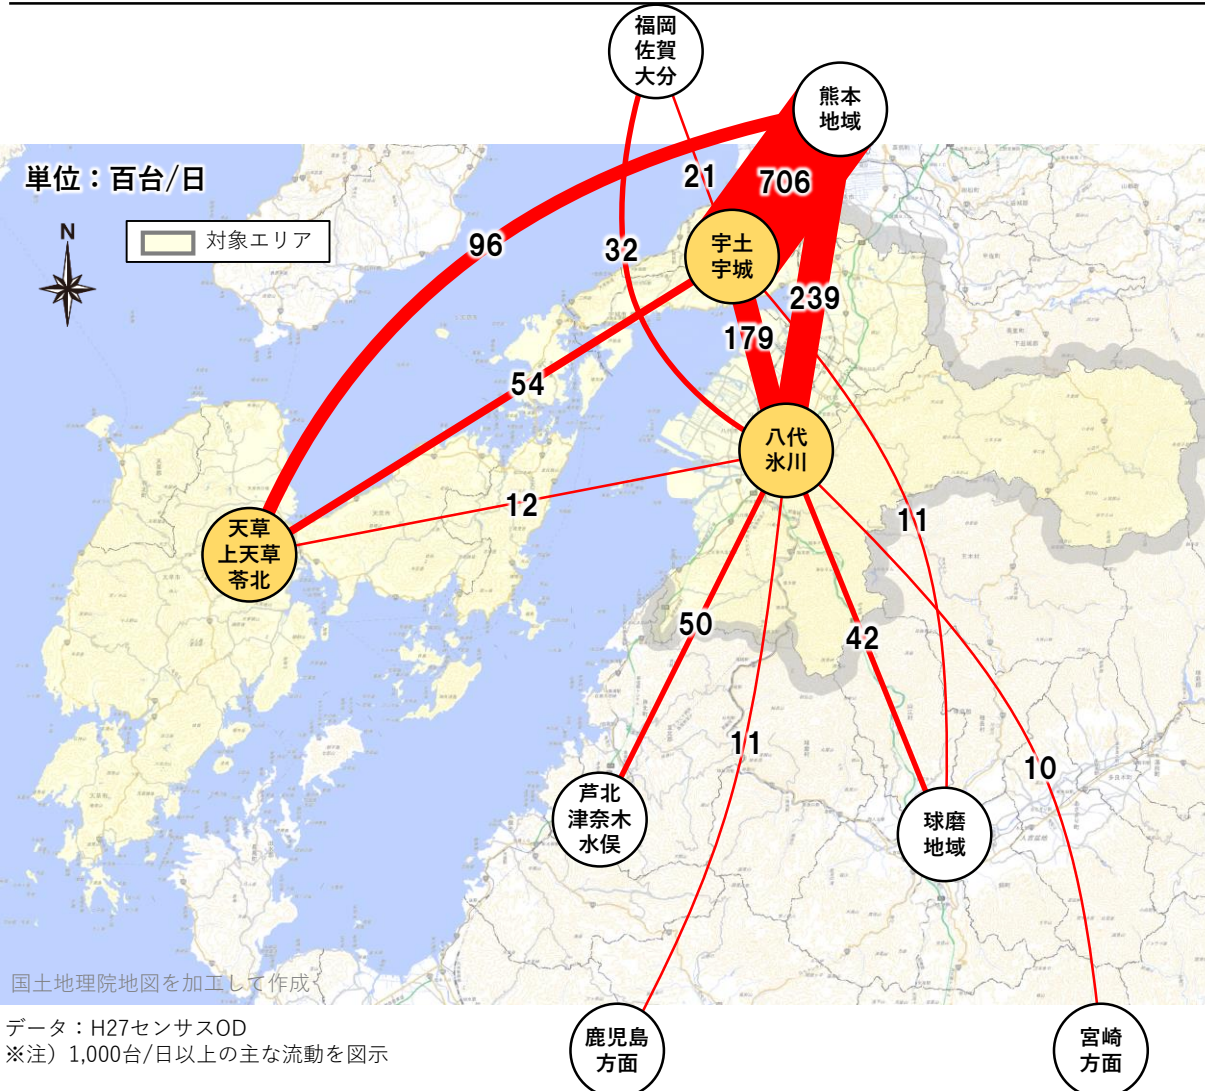 福岡
佐賀
大分
熊本
地域
単位：百台/日
N
対象エリア
21
706
96
32
宇土
宇城
239
179
54
八代
氷川
12
11
天草
上天草
苓北
50
42
11
10
芦北
津奈木
水俣
球磨
地域
国土地理院地図を加工して作成
データ：H27センサスOD
※注）1,000台/日以上の主な流動を図示
鹿児島
方面
宮崎
方面